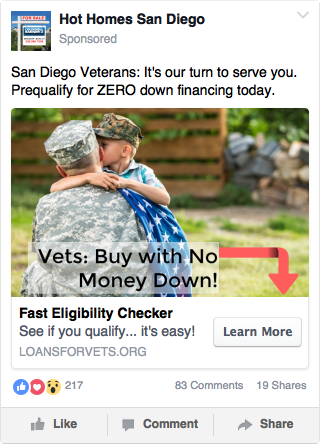 Hot Homes San Diego
Sponsored
San Diego Veterans: It's our turn to serve you.
Prequalify for ZERO down financing today.
Vets: Buy with No
Money Down!
Fast Eligibility Checker
See if you qualify... it's easy!
Learn More
LOANSFORVETS.ORG
217
83 Comments
19 Shares
Like
Comment
Share
FOR SALE